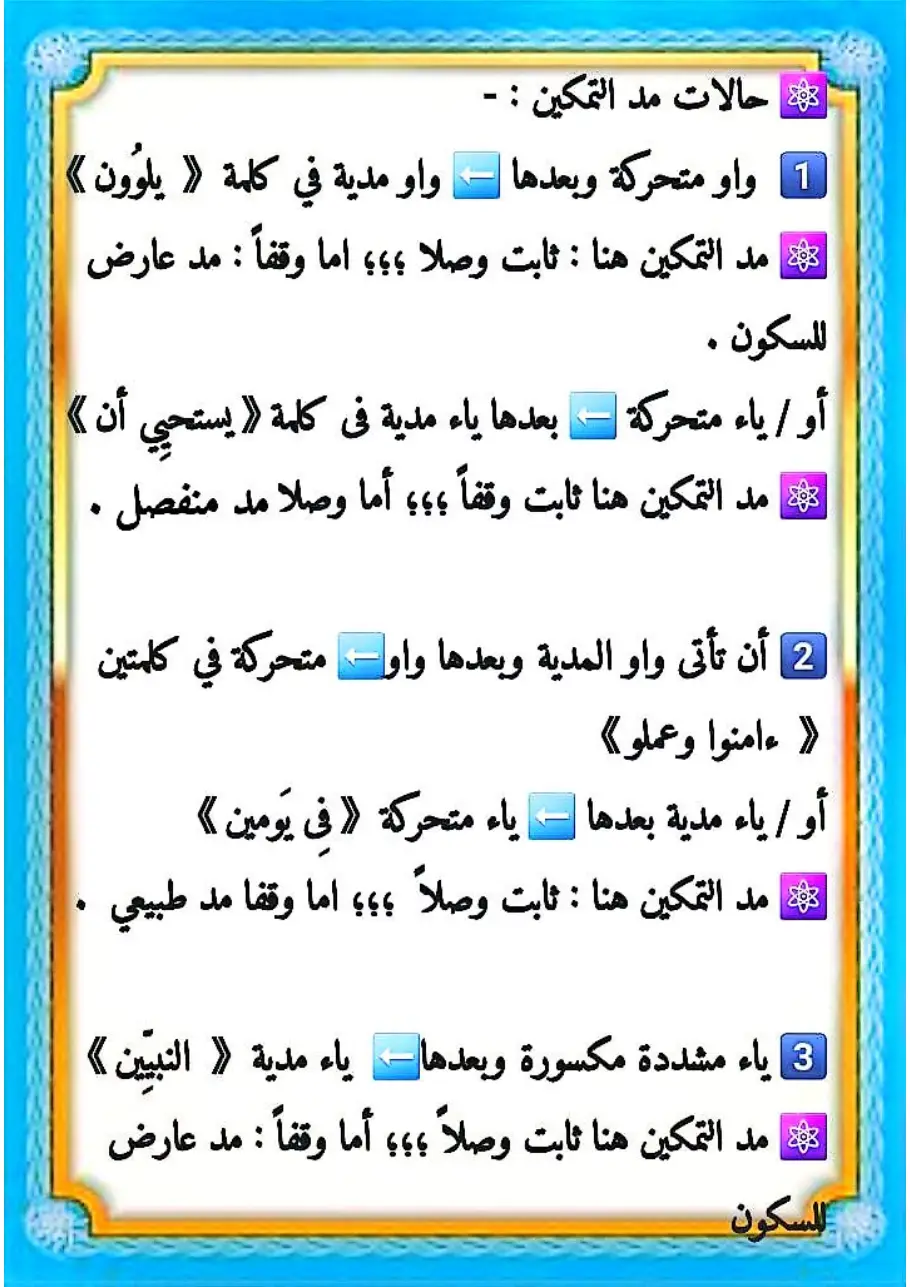 حالات مد التمكين : -
1 واو متحركة وبعدها ← واو مدية في كلمة 《 يلوُون 》
مد التمكين هنا : ثابت وصلا ؛؛؛ اما وقفاً : مد عارض
للسكون .
أو / ياء متحركة ← بعدها ياء مدية فى كلمة 《 يستحيِي أن 》
مد التمكين هنا ثابت وقفاً ؛؛؛ أما وصلا مد منفصل .
2 أن تأتى واو المدية وبعدها واو ← متحركة في كلمتين
《 ءامنوا وعملو 》
أو / ياء مدية بعدها ← ياء متحركة 《 فِى يَومين 》
مد التمكين هنا : ثابت وصلاً ؛؛؛ اما وقفا مد طبيعي .
3 ياء مشددة مكسورة وبعدها ← ياء مدية 《 النبيِّين 》
مد التمكين هنا ثابت وصلاً ؛؛؛ أما وقفاً : مد عارض
للسكون